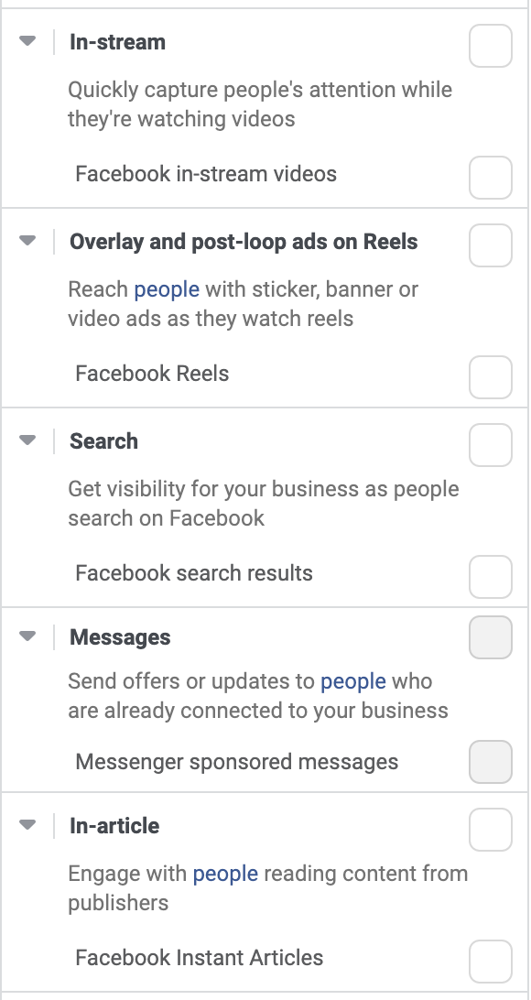 In-stream
Quickly capture people's attention while
they're watching videos
Facebook in-stream videos
Overlay and post-loop ads on Reels
Reach people with sticker, banner or
video ads as they watch reels
Facebook Reels
Search
Get visibility for your business as people
search on Facebook
Facebook search results
Messages
Send offers or updates to people who
are already connected to your business
Messenger sponsored messages
In-article
Engage with people reading content from
publishers
Facebook Instant Articles